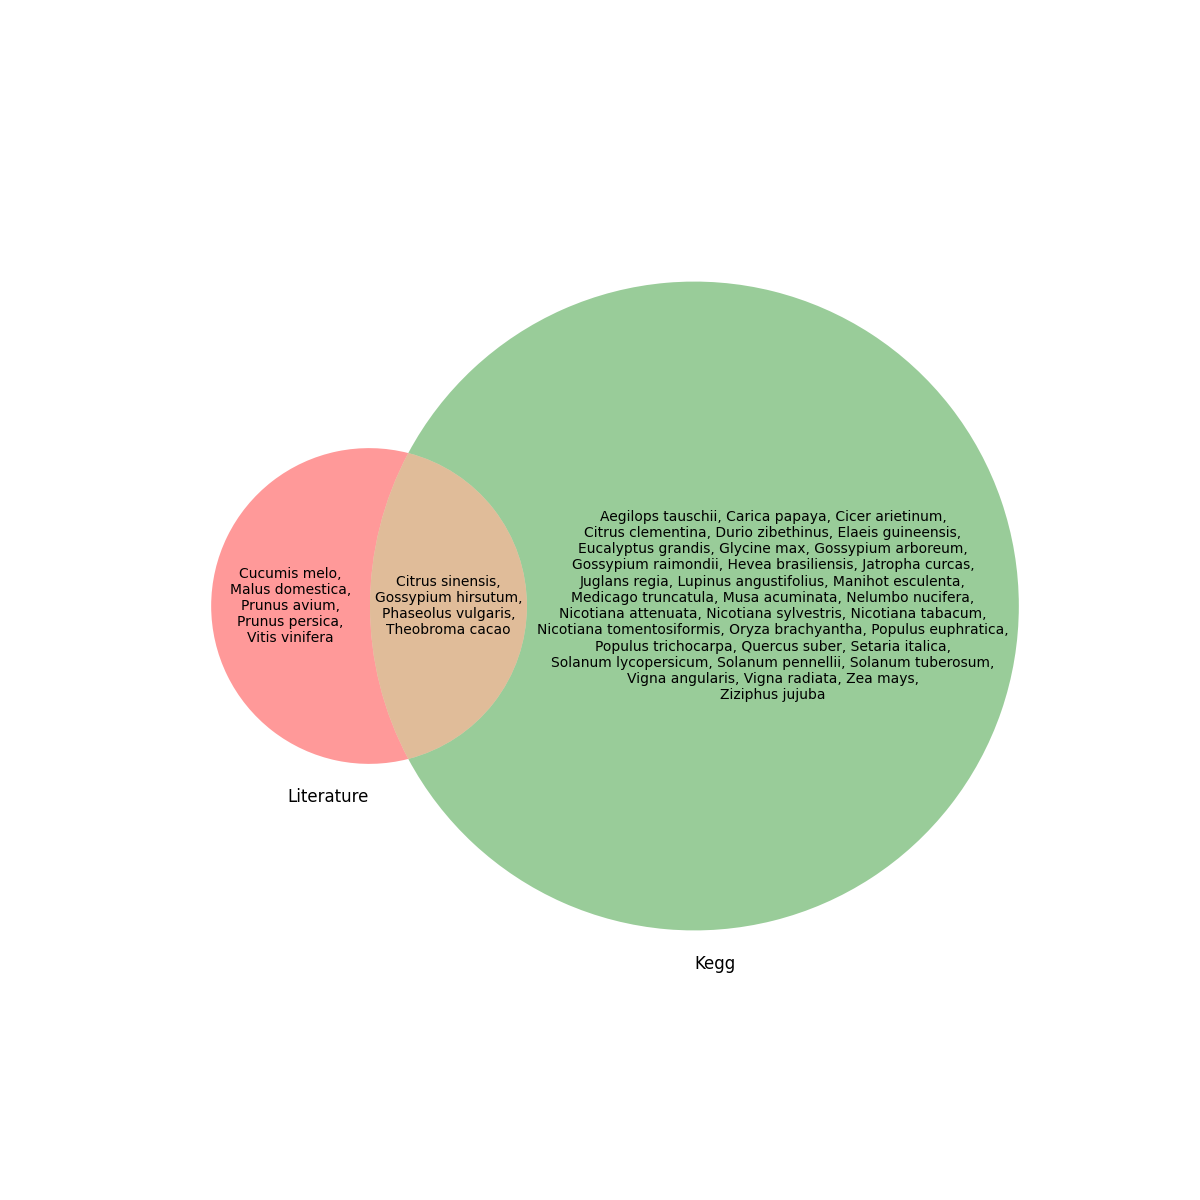 Cucumis melo,
Malus domestica,
Prunus avium,
Prunus persica,
Vitis vinifera
Citrus sinensis,
Gossypium hirsutum,
Phaseolus vulgaris,
Theobroma cacao
Aegilops tauschii, Carica papaya, Cicer arietinum,
Citrus clementina, Durio zibethinus, Elaeis guineensis,
Eucalyptus grandis, Glycine max, Gossypium arboreum,
Gossypium raimondii, Hevea brasiliensis, Jatropha curcas,
Juglans regia, Lupinus angustifolius, Manihot esculenta,
Medicago truncatula, Musa acuminata, Nelumbo nucifera,
Nicotiana attenuata, Nicotiana sylvestris, Nicotiana tabacum,
Nicotiana tomentosiformis, Oryza brachyantha, Populus euphratica,
Populus trichocarpa, Quercus suber, Setaria italica,
Solanum lycopersicum, Solanum pennellii, Solanum tuberosum,
Vigna angularis, Vigna radiata, Zea mays,
Ziziphus jujuba
Literature
Kegg